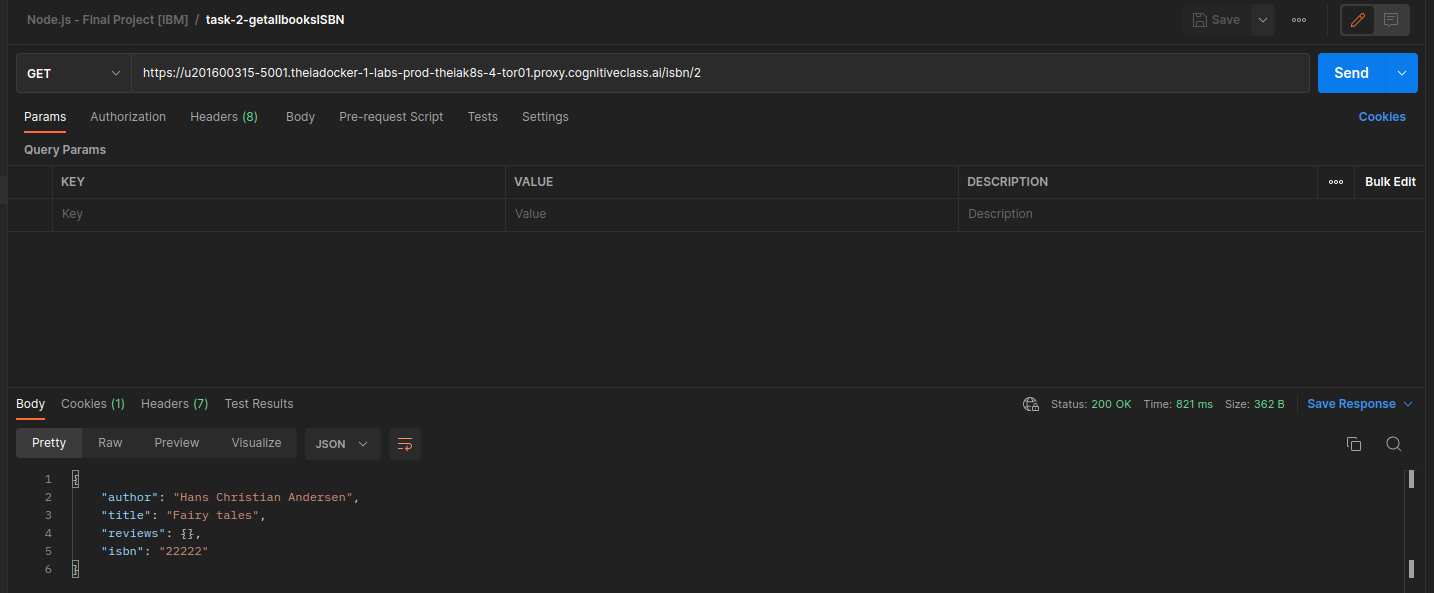 Node.js - Final Project [IBM] / task-2-getallbooksISBN
Save
GET
https://u201600315-5001.theiadocker-1-labs-prod-theiak8s-4-tor01.proxy.cognitiveclass.ai/isbn/2
Send
Params Authorization Headers (8) Body Pre-request Script Tests Settings Cookies
Query Params
KEY VALUE DESCRIPTION Bulk Edit
Key Value Description
Body Cookies (1) Headers (7) Test Results Status: 200 OK Time: 821 ms Size: 362 B Save Response
Pretty Raw Preview Visualize JSON
1 {
2 "author": "Hans Christian Andersen",
3 "title": "Fairy tales",
4 "reviews": {},
5 "isbn": "22222"
6 }